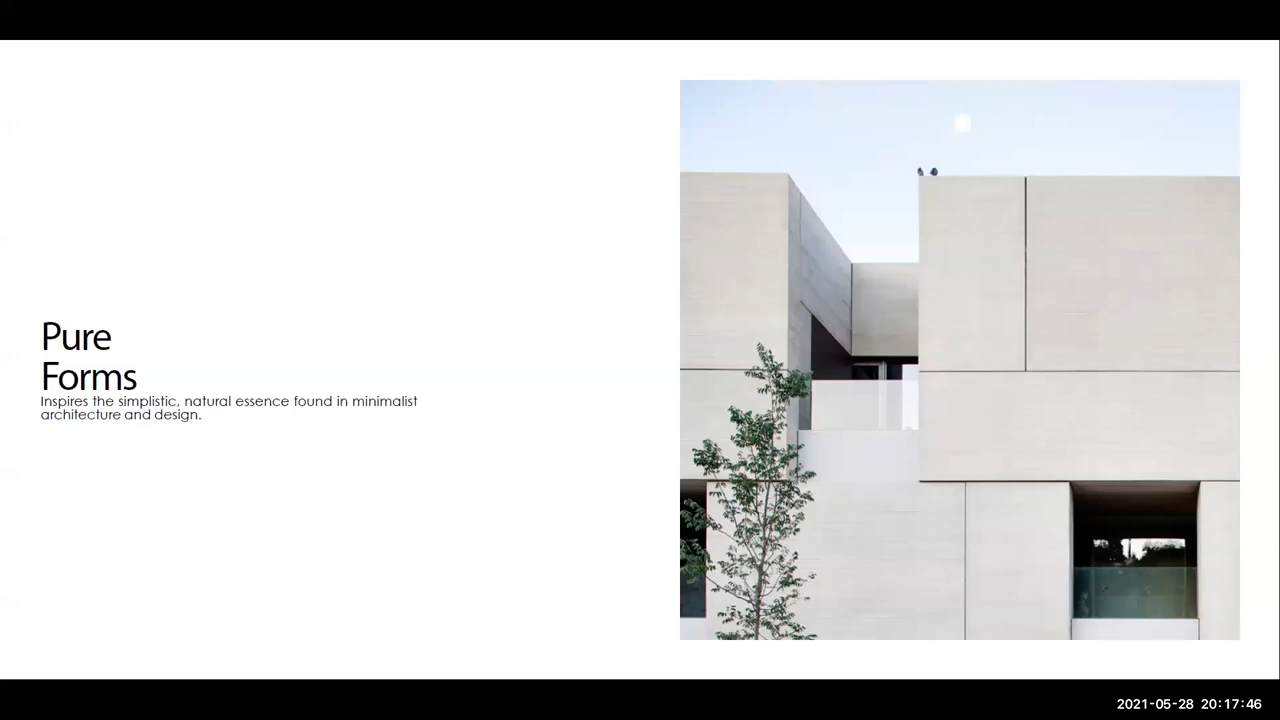 Pure
Forms
Inspires the simplistic, natural essence found in minimalist
architecture and design.
2021-05-28 20:17:46